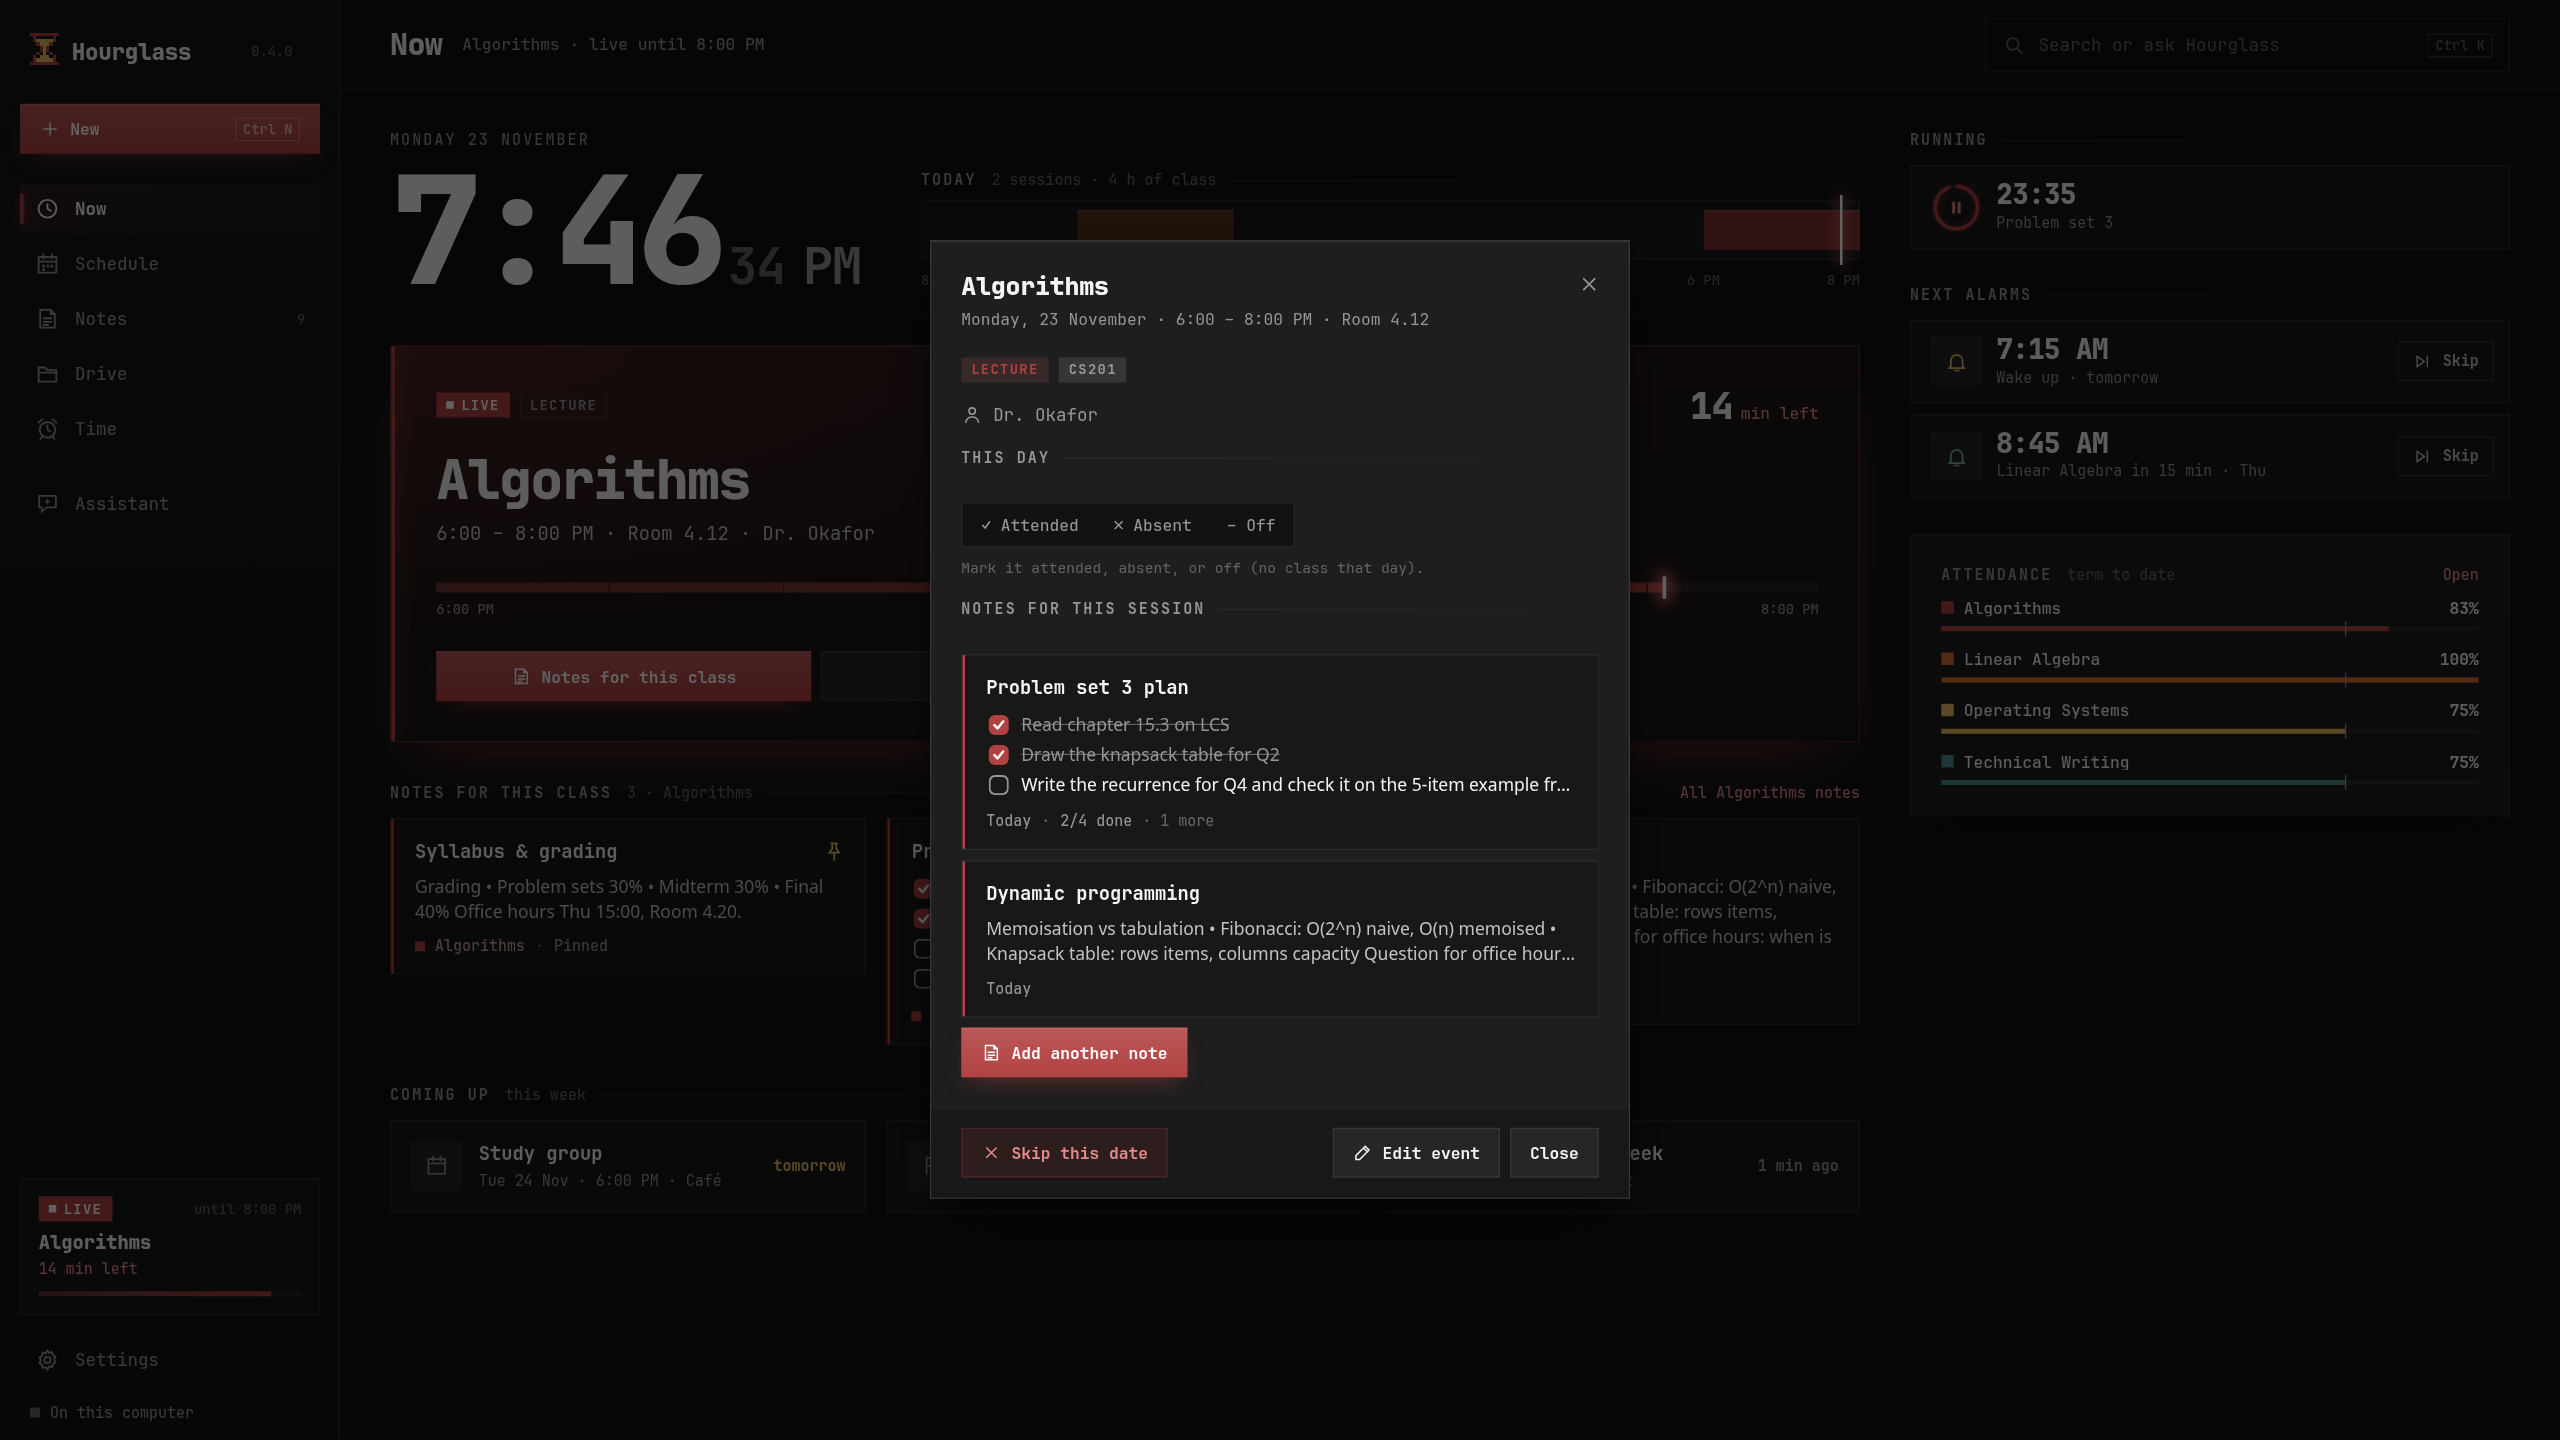 Hourglass 0.4.0
New Ctrl N
Now
Schedule
Notes 9
Drive
Time
Assistant
LIVE until 8:00 PM
Algorithms
14 min left
Settings
On this computer
Now Algorithms · live until 8:00 PM
Search or ask Hourglass Ctrl K
MONDAY 23 NOVEMBER
7:46 34 PM
TODAY 2 sessions · 4 h of class
8 6 PM 8 PM
LIVE LECTURE
14 min left
Algorithms
6:00 – 8:00 PM · Room 4.12 · Dr. Okafor
6:00 PM 8:00 PM
Notes for this class
NOTES FOR THIS CLASS 3 · Algorithms
All Algorithms notes
Syllabus & grading
Grading • Problem sets 30% • Midterm 30% • Final
40% Office hours Thu 15:00, Room 4.20.
Algorithms · Pinned
• Fibonacci: O(2^n) naive,
table: rows items,
for office hours: when is
COMING UP this week
Study group
Tue 24 Nov · 6:00 PM · Café
tomorrow
1 min ago
Algorithms
Monday, 23 November · 6:00 – 8:00 PM · Room 4.12
LECTURE CS201
Dr. Okafor
THIS DAY
Attended Absent – Off
Mark it attended, absent, or off (no class that day).
NOTES FOR THIS SESSION
Problem set 3 plan
Read chapter 15.3 on LCS
Draw the knapsack table for Q2
Write the recurrence for Q4 and check it on the 5-item example fr…
Today · 2/4 done · 1 more
Dynamic programming
Memoisation vs tabulation • Fibonacci: O(2^n) naive, O(n) memoised •
Knapsack table: rows items, columns capacity Question for office hour…
Today
Add another note
Skip this date
Edit event
Close
RUNNING
23:35
Problem set 3
NEXT ALARMS
7:15 AM
Wake up · tomorrow
Skip
8:45 AM
Linear Algebra in 15 min · Thu
Skip
ATTENDANCE term to date Open
Algorithms 83%
Linear Algebra 100%
Operating Systems 75%
Technical Writing 75%